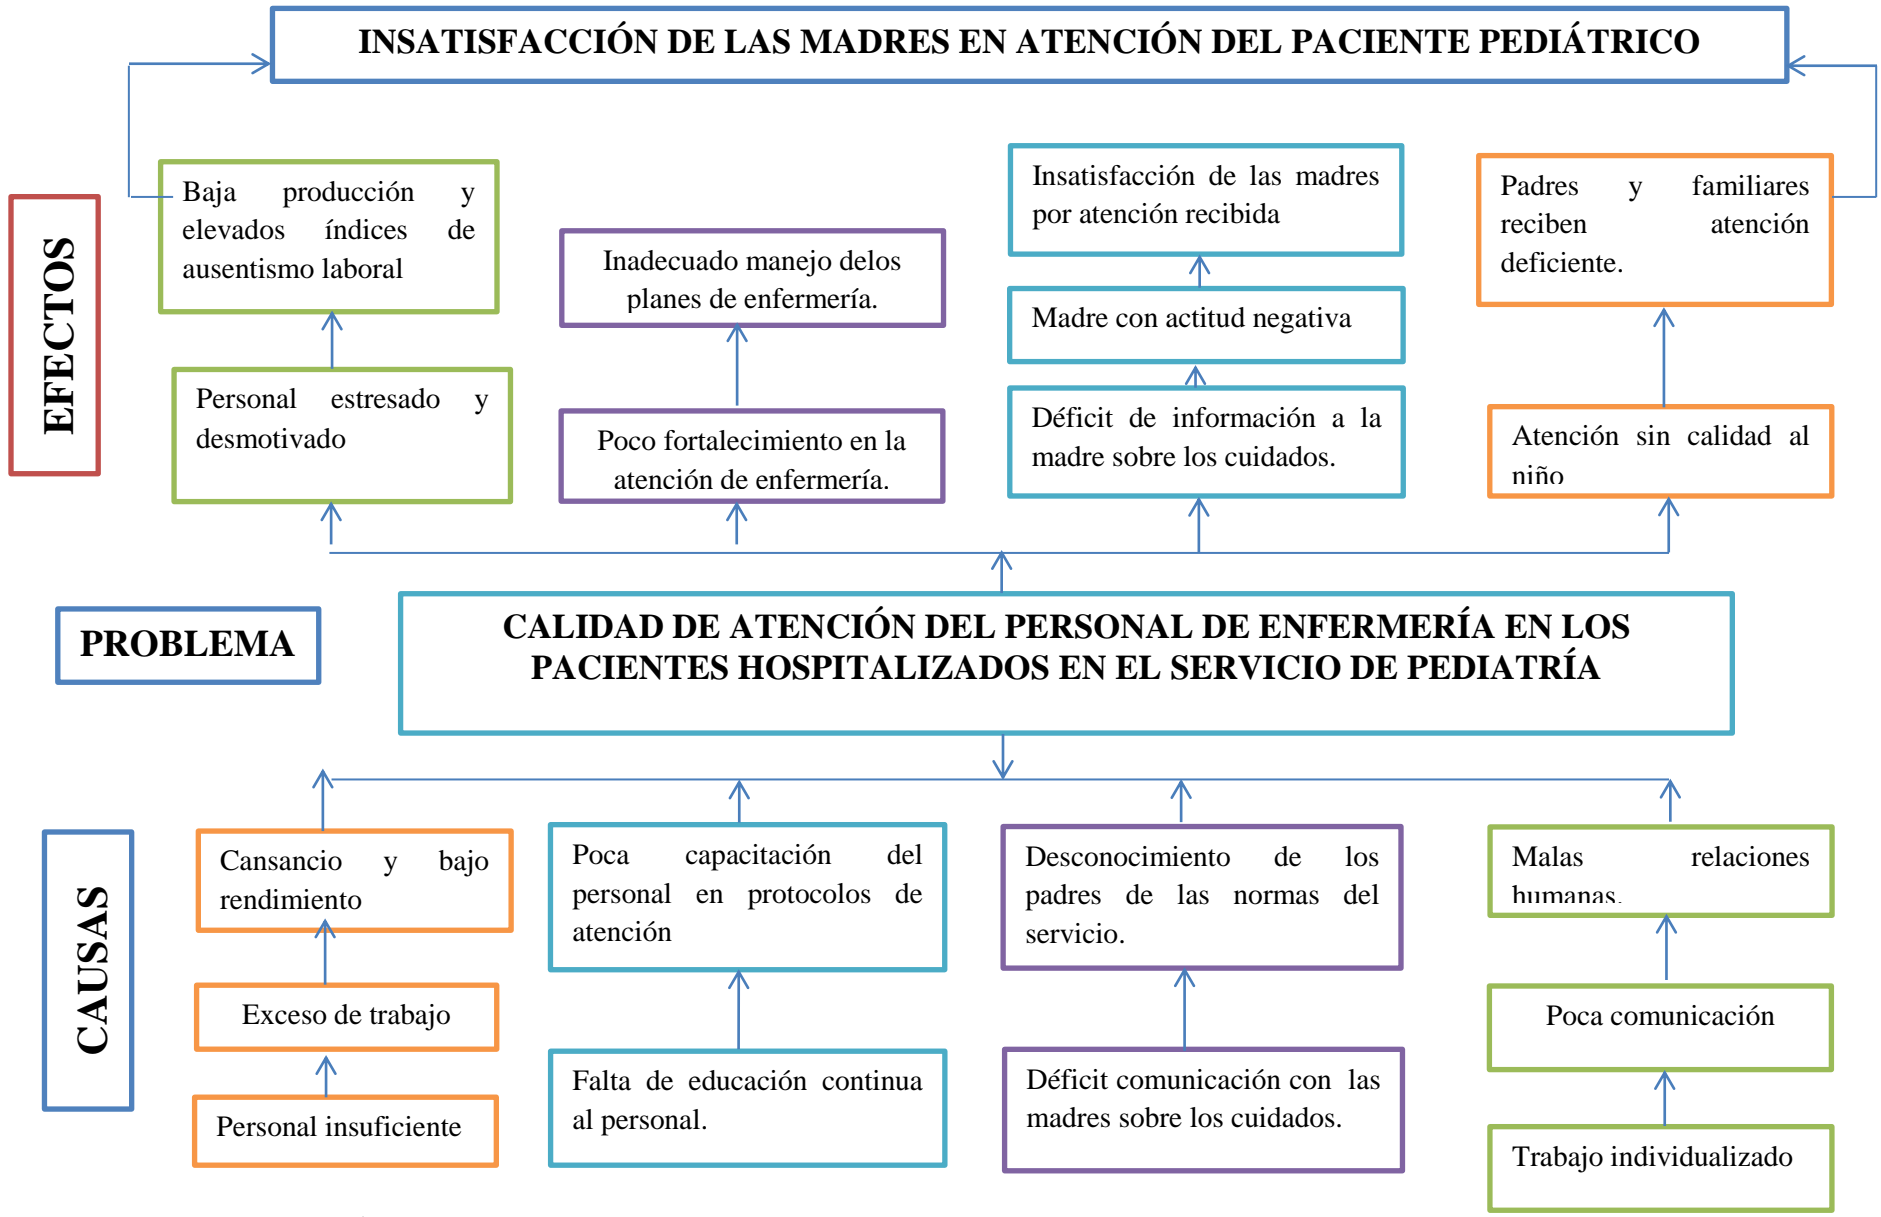 INSATISFACCIÓN DE LAS MADRES EN ATENCIÓN DEL PACIENTE PEDIÁTRICO
EFECTOS
Baja producción y
elevados índices de
ausentismo laboral
Inadecuado manejo delos
planes de enfermería.
Insatisfacción de las madres
por atención recibida
Padres y familiares
reciben atención
deficiente.
Madre con actitud negativa
Personal estresado y
desmotivado
Poco fortalecimiento en la
atención de enfermería.
Déficit de información a la
madre sobre los cuidados.
Atención sin calidad al
niño
PROBLEMA
CALIDAD DE ATENCIÓN DEL PERSONAL DE ENFERMERÍA EN LOS
PACIENTES HOSPITALIZADOS EN EL SERVICIO DE PEDIATRÍA
CAUSAS
Cansancio y bajo
rendimiento
Poca capacitación del
personal en protocolos de
atención
Desconocimiento de los
padres de las normas del
servicio.
Malas relaciones
humanas.
Exceso de trabajo
Poca comunicación
Personal insuficiente
Falta de educación continua
al personal.
Déficit comunicación con las
madres sobre los cuidados.
Trabajo individualizado